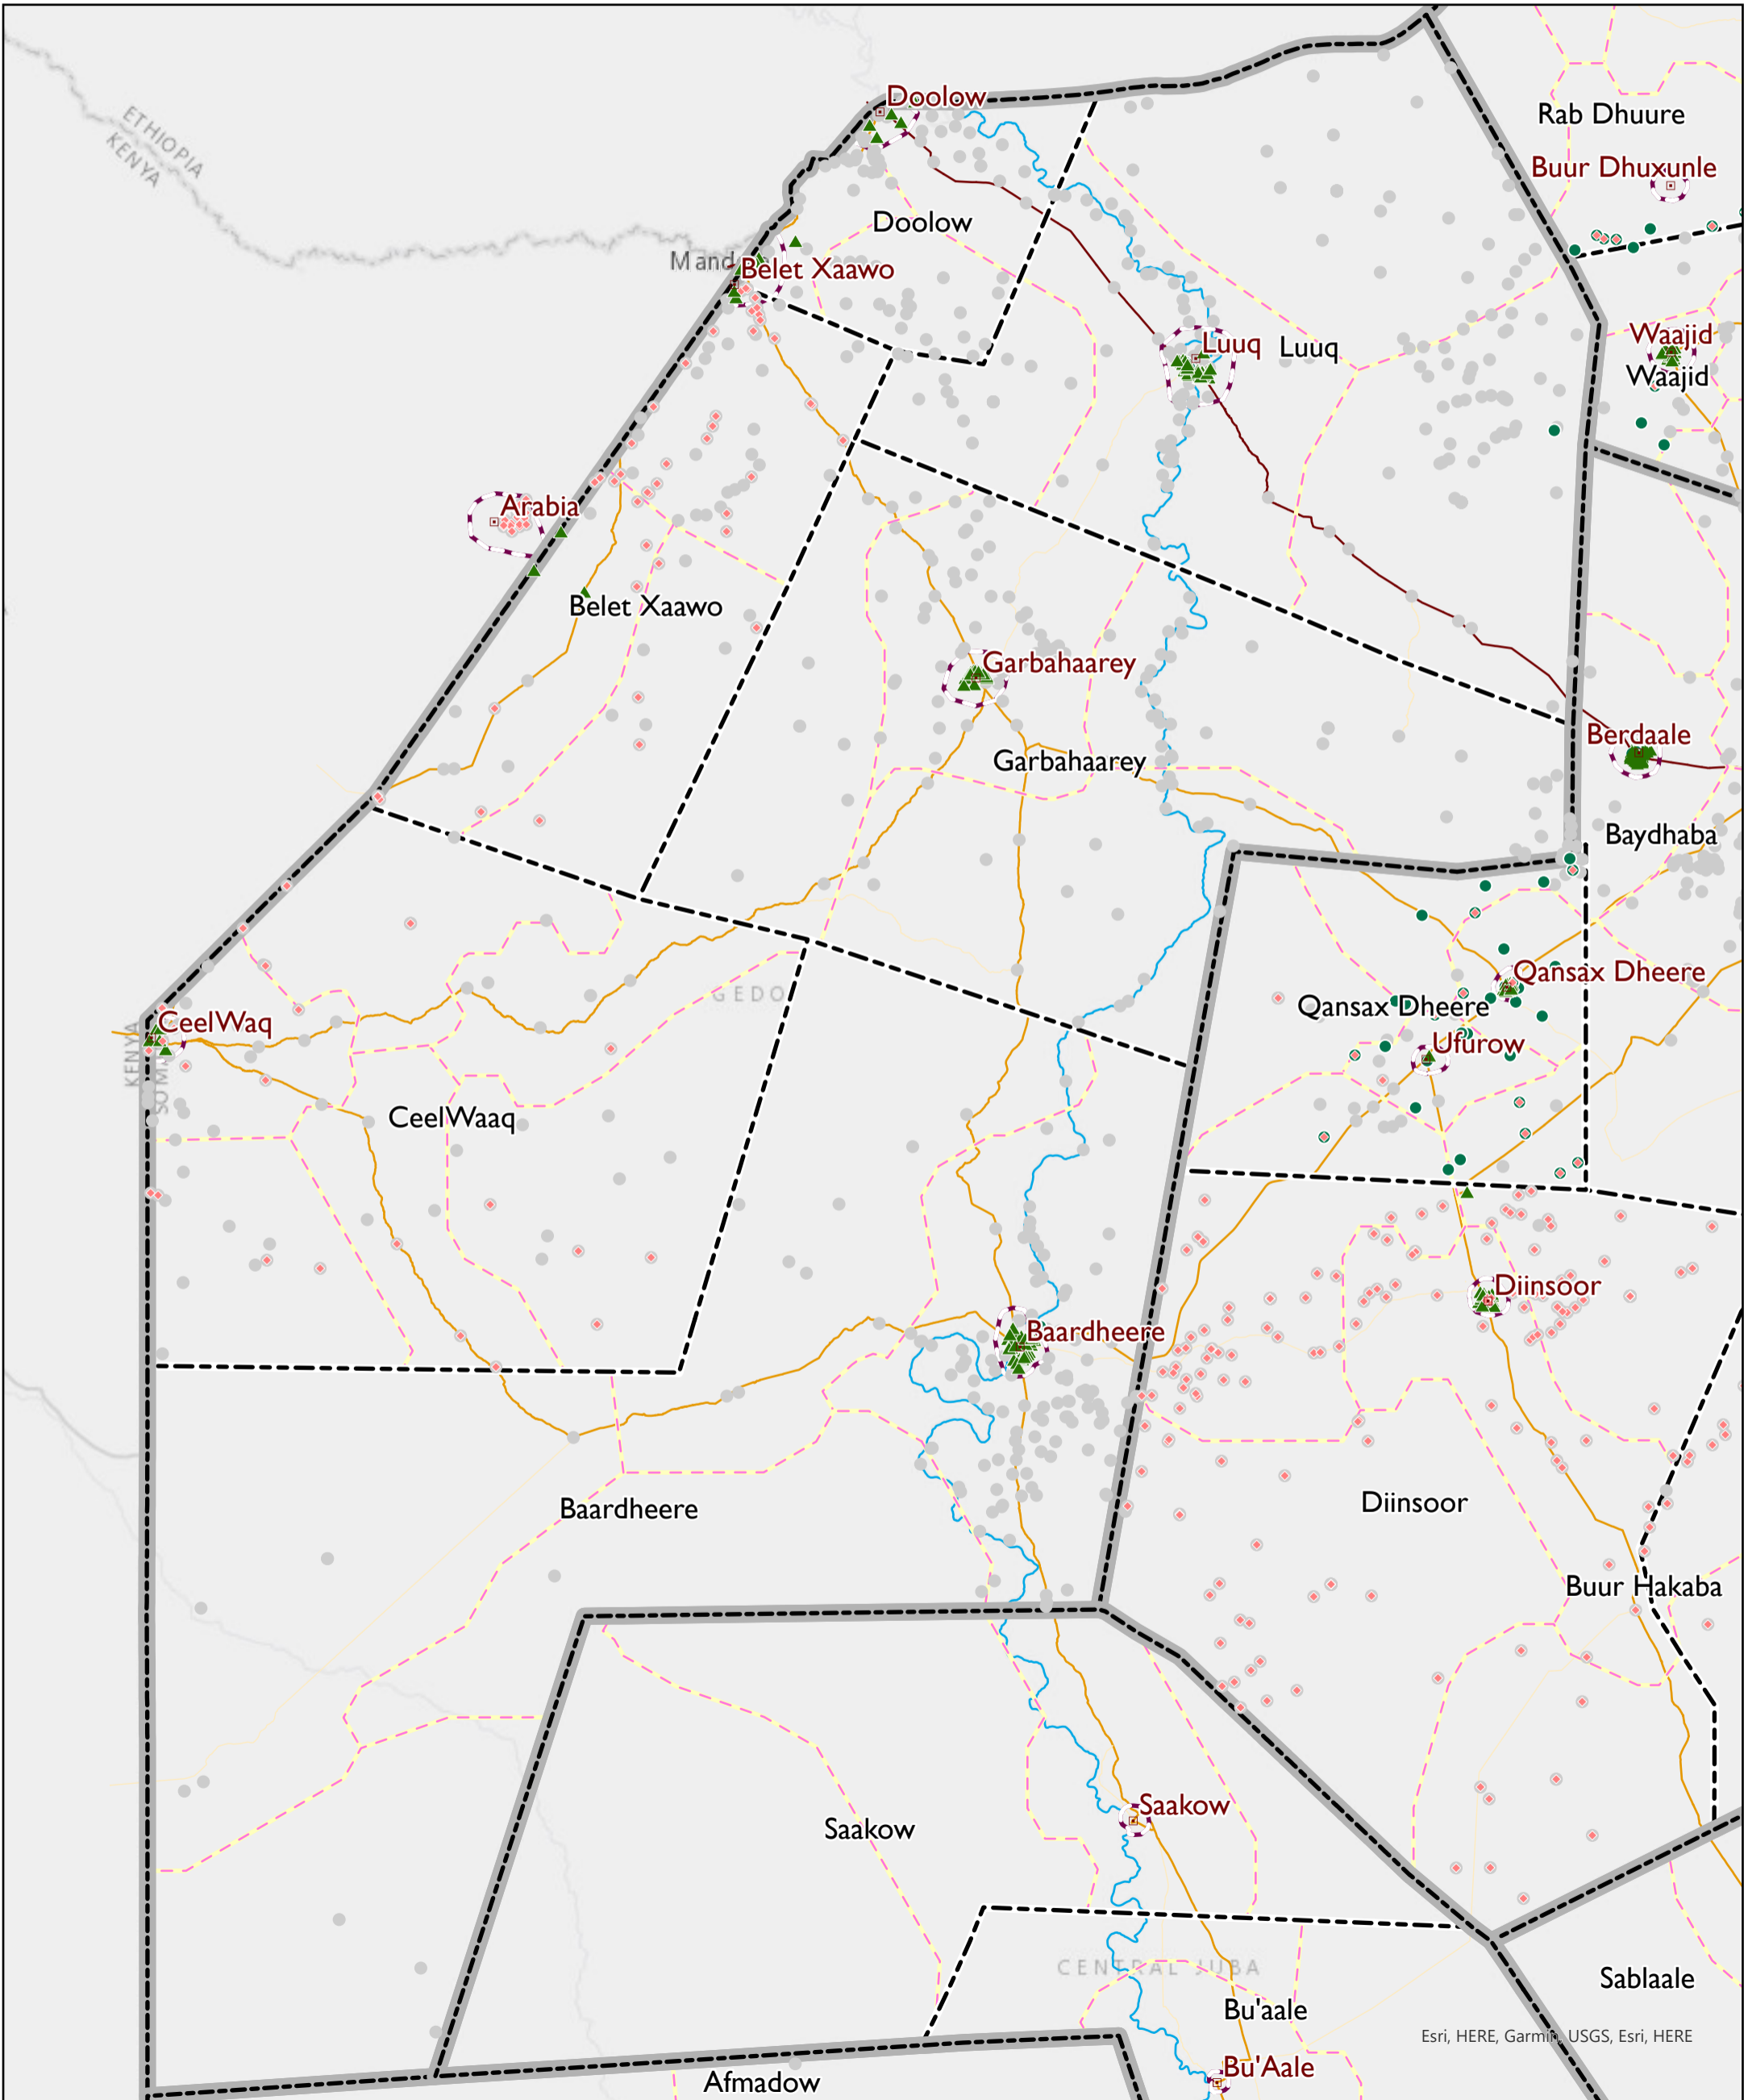 Doolow
Rab Dhuure
ETHIOPIA
KENYA
Buur Dhuxunle
Doolow
Belet Xaawo
Waajid
Luuq
Luuq
Waajid
Arabia
Belet Xaawo
Garbahaarey
Berdaale
Garbahaarey
Baydhaba
Qansax Dheere
GEDO
Qansax Dheere
CeelWaq
Ufurow
KENYA
CeelWaaq
Diinsoor
Baardheere
Diinsoor
Baardheere
Buur Hakaba
Saakow
Saakow
CENTRAL JUBA
Sablaale
Bu'aale
Esri, HERE, Garmin, USGS, Esri, HERE
Bu'Aale
Afmadow